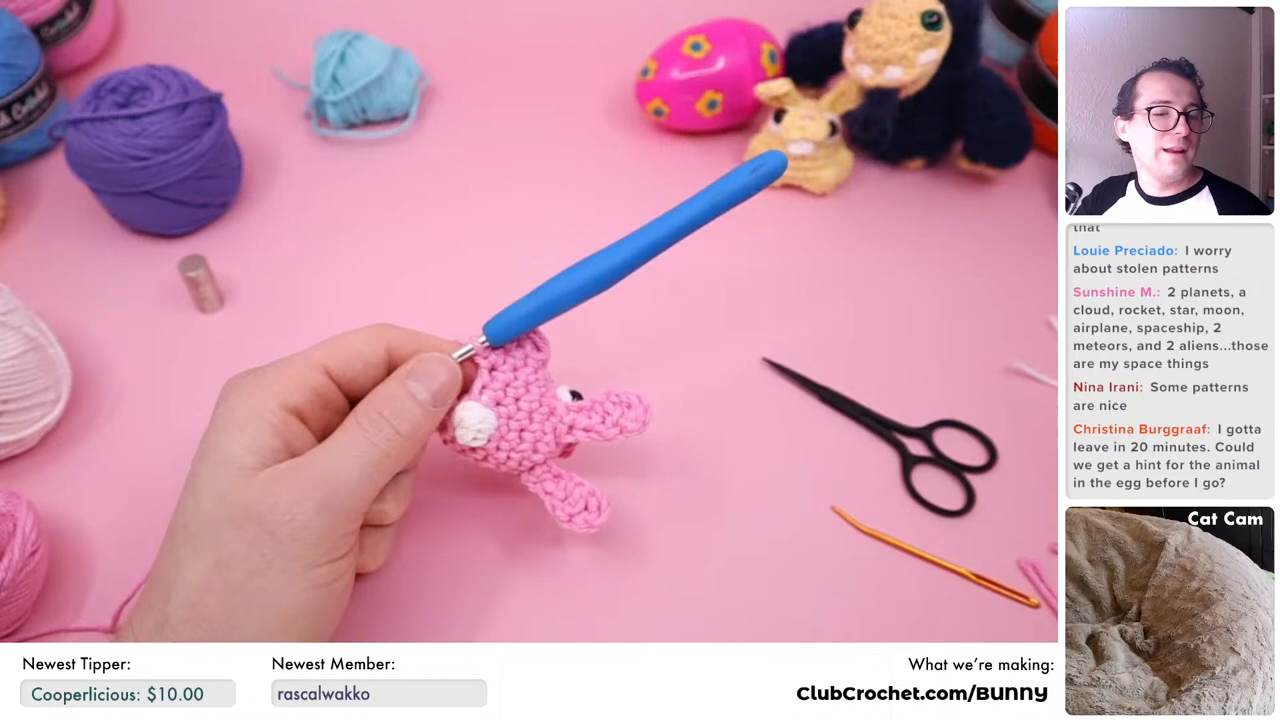 that
Louie Preciado: I worry
about stolen patterns
Sunshine M.: 2 planets, a
cloud, rocket, star, moon,
airplane, spaceship, 2
meteors, and 2 aliens...those
are my space things
Nina Irani: Some patterns
are nice
Christina Burggraaf: I gotta
leave in 20 minutes. Could
we get a hint for the animal
in the egg before I go?
Cat Cam
Newest Tipper:
Cooperlicious: $10.00
Newest Member:
rascalwakko
What we're making:
ClubCrochet.com/BUNNY